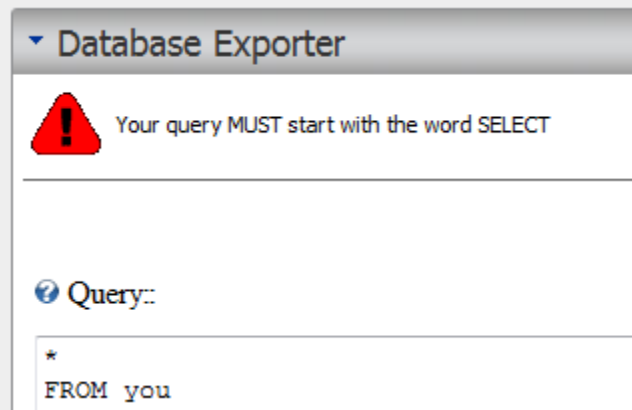 Database Exporter
Your query MUST start with the word SELECT
Query::
*
FROM you